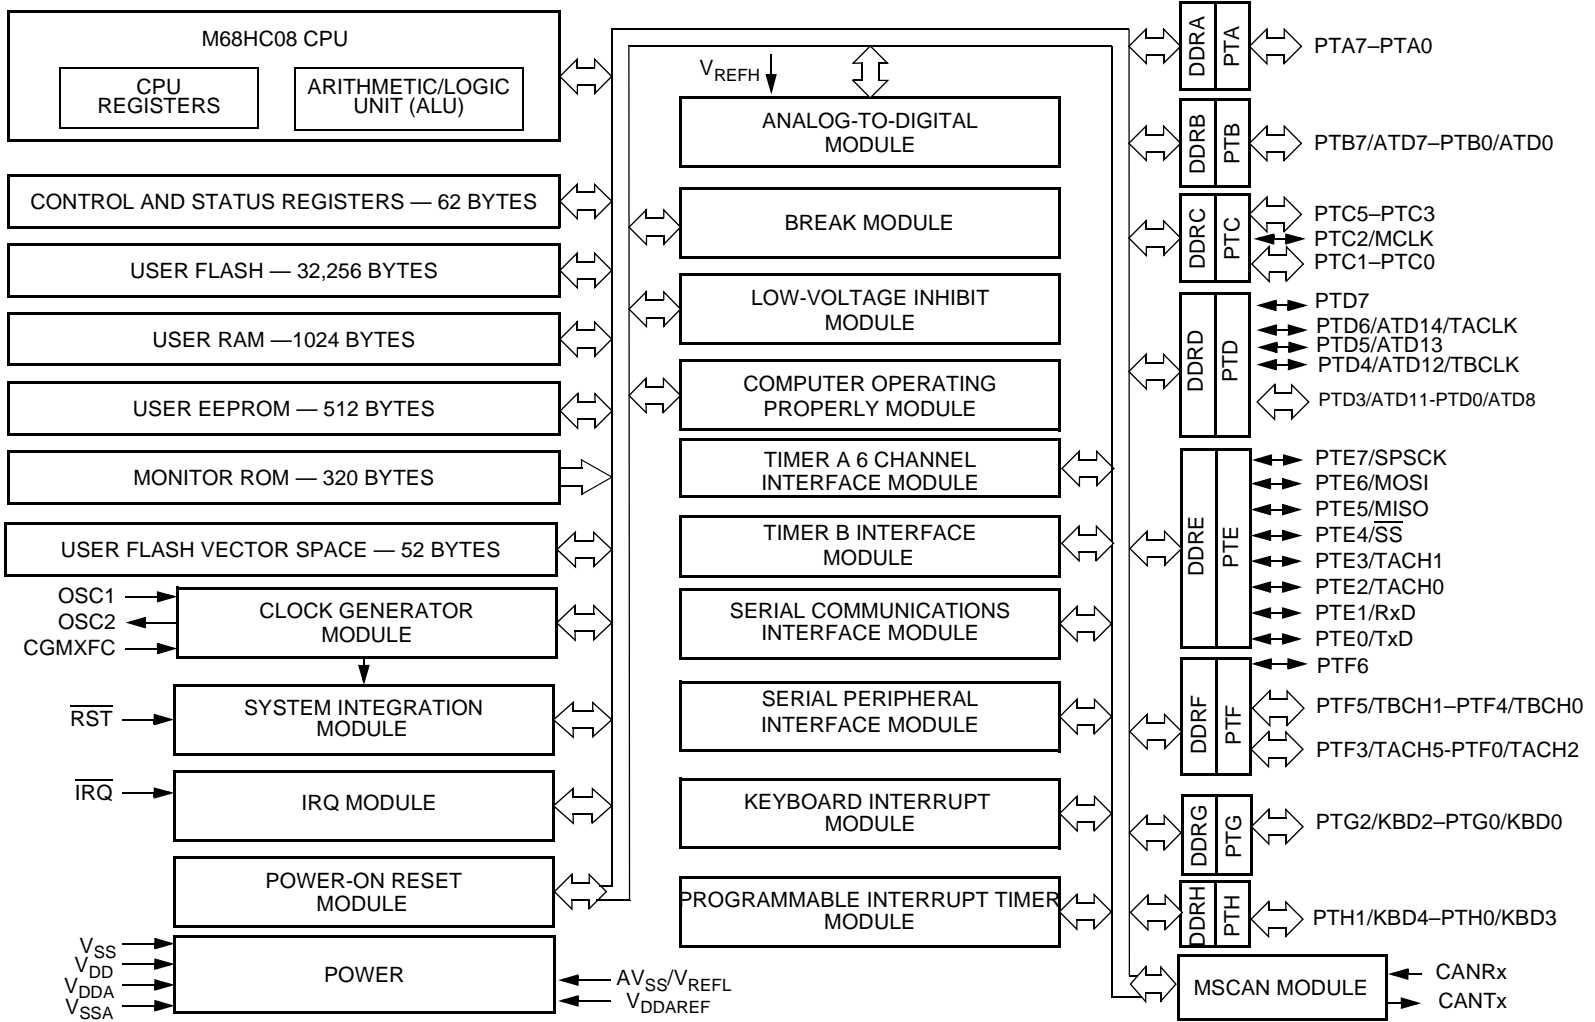 M68HC08 CPU
CPU
REGISTERS
ARITHMETIC/LOGIC
UNIT (ALU)
CONTROL AND STATUS REGISTERS — 62 BYTES
USER FLASH — 32,256 BYTES
USER RAM —1024 BYTES
USER EEPROM — 512 BYTES
MONITOR ROM — 320 BYTES
USER FLASH VECTOR SPACE — 52 BYTES
OSC1
OSC2
CGMXFC
CLOCK GENERATOR
MODULE
RST
SYSTEM INTEGRATION
MODULE
IRQ
IRQ MODULE
POWER-ON RESET
MODULE
VSS
VDD
VDDA
VSSA
POWER
AVSS/VREFL
VDDAREF
VREFH
ANALOG-TO-DIGITAL
MODULE
BREAK MODULE
LOW-VOLTAGE INHIBIT
MODULE
COMPUTER OPERATING
PROPERLY MODULE
TIMER A 6 CHANNEL
INTERFACE MODULE
TIMER B INTERFACE
MODULE
SERIAL COMMUNICATIONS
INTERFACE MODULE
SERIAL PERIPHERAL
INTERFACE MODULE
KEYBOARD INTERRUPT
MODULE
PROGRAMMABLE INTERRUPT TIMER
MODULE
DDRA
PTA
PTA7–PTA0
DDRB
PTB
PTB7/ATD7–PTB0/ATD0
DDRC
PTC
PTC5–PTC3
PTC2/MCLK
PTC1–PTC0
DDRD
PTD
PTD7
PTD6/ATD14/TACLK
PTD5/ATD13
PTD4/ATD12/TBCLK
PTD3/ATD11-PTD0/ATD8
DDRE
PTE
PTE7/SPSCK
PTE6/MOSI
PTE5/MISO
PTE4/SS
PTE3/TACH1
PTE2/TACH0
PTE1/RxD
PTE0/TxD
DDRF
PTF
PTF6
PTF5/TBCH1–PTF4/TBCH0
PTF3/TACH5-PTF0/TACH2
DDRG
PTG
PTG2/KBD2–PTG0/KBD0
DDRH
PTH
PTH1/KBD4–PTH0/KBD3
MSCAN MODULE
CANRx
CANTx